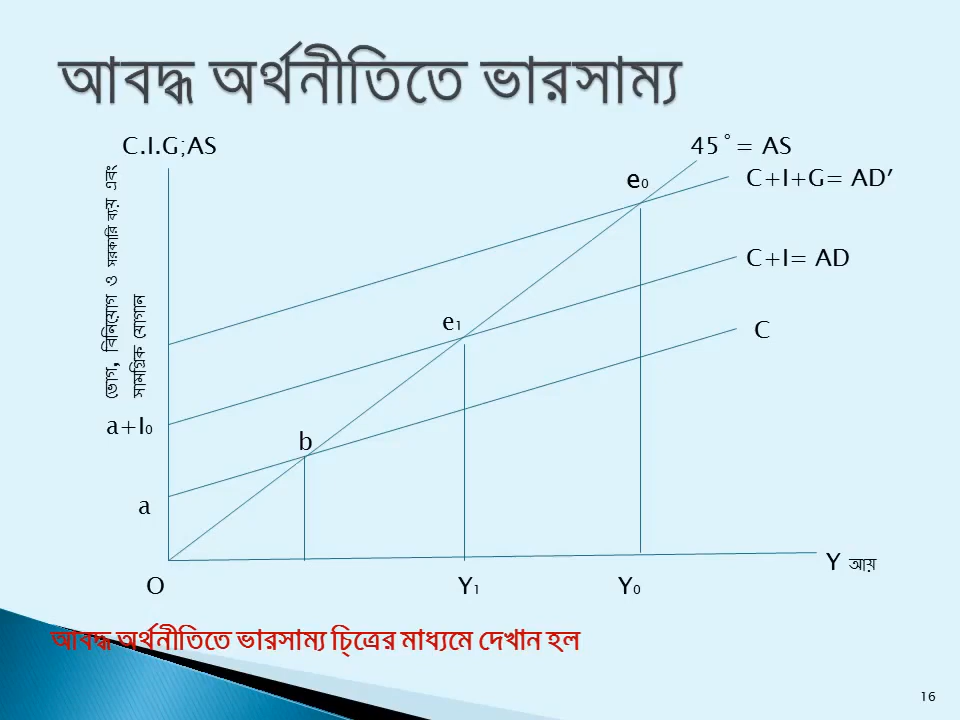 আবদ্ধ অর্থনীতিতে ভারসাম্য
C.I.G;AS
45°= AS
e₀
C+I+G= AD′
ভোগ, বিনিয়োগ ও সরকারি ব্যয় এবং
সামগ্রিক যোগান
C+I= AD
e₁
C
a+I₀
b
a
Y আয়
O
Y₁
Y₀
আবদ্ধ অর্থনীতিতে ভারসাম্য চিত্রের মাধ্যমে দেখান হল
16